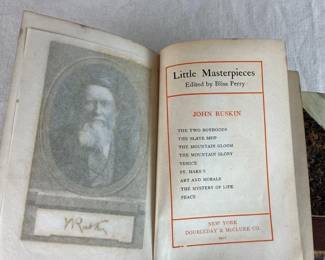 Little Masterpieces
Edited by Bliss Perry
JOHN RUSKIN
THE TWO BOYHOODS
THE SLAVE SHIP
THE MOUNTAIN GLOOM
THE MOUNTAIN GLORY
VENICE
ST. MARK'S
ART AND MORALS
THE MYSTERY OF LIFE
PEACE
NEW YORK
DOUBLEDAY & McCLURE CO.